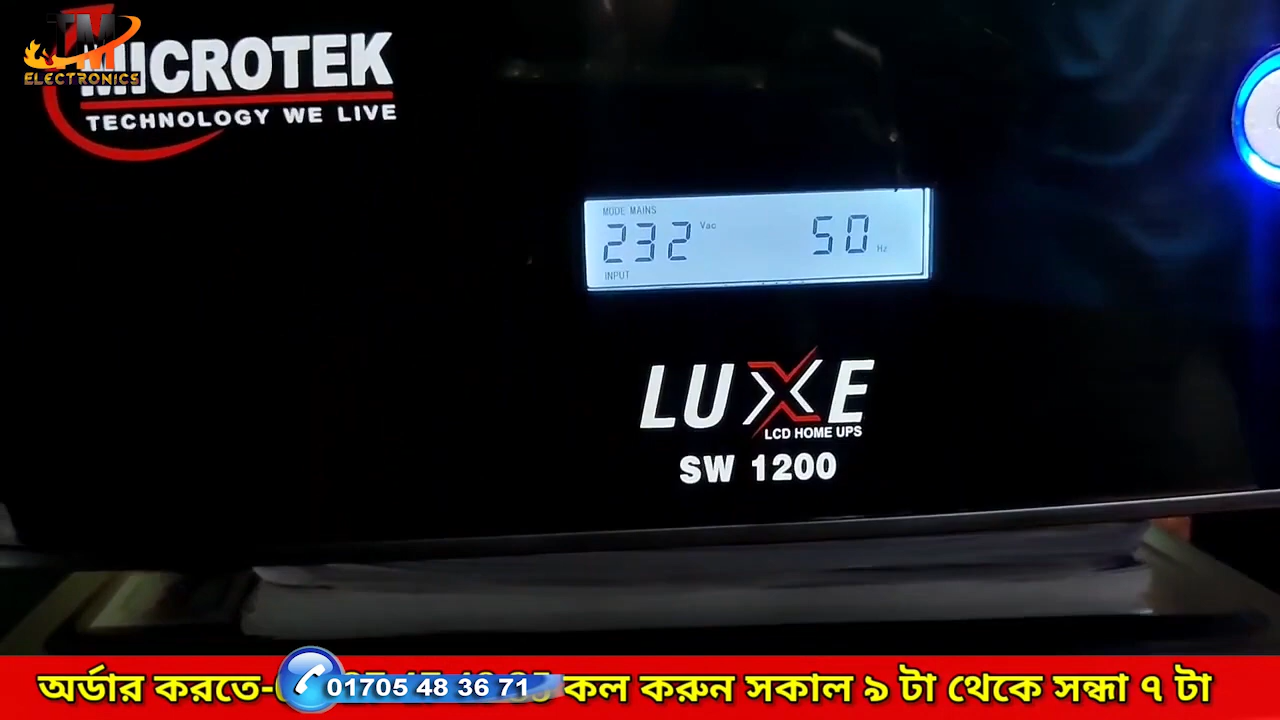 TM
ELECTRONICS
MICROTEK
TECHNOLOGY WE LIVE
MODE MAINS
232 Vac 50 Hz
INPUT
LUXE
LCD HOME UPS
SW 1200
অর্ডার করতে-
01705 48 36 71
কল করুন সকাল ৯ টা থেকে সন্ধা ৭ টা